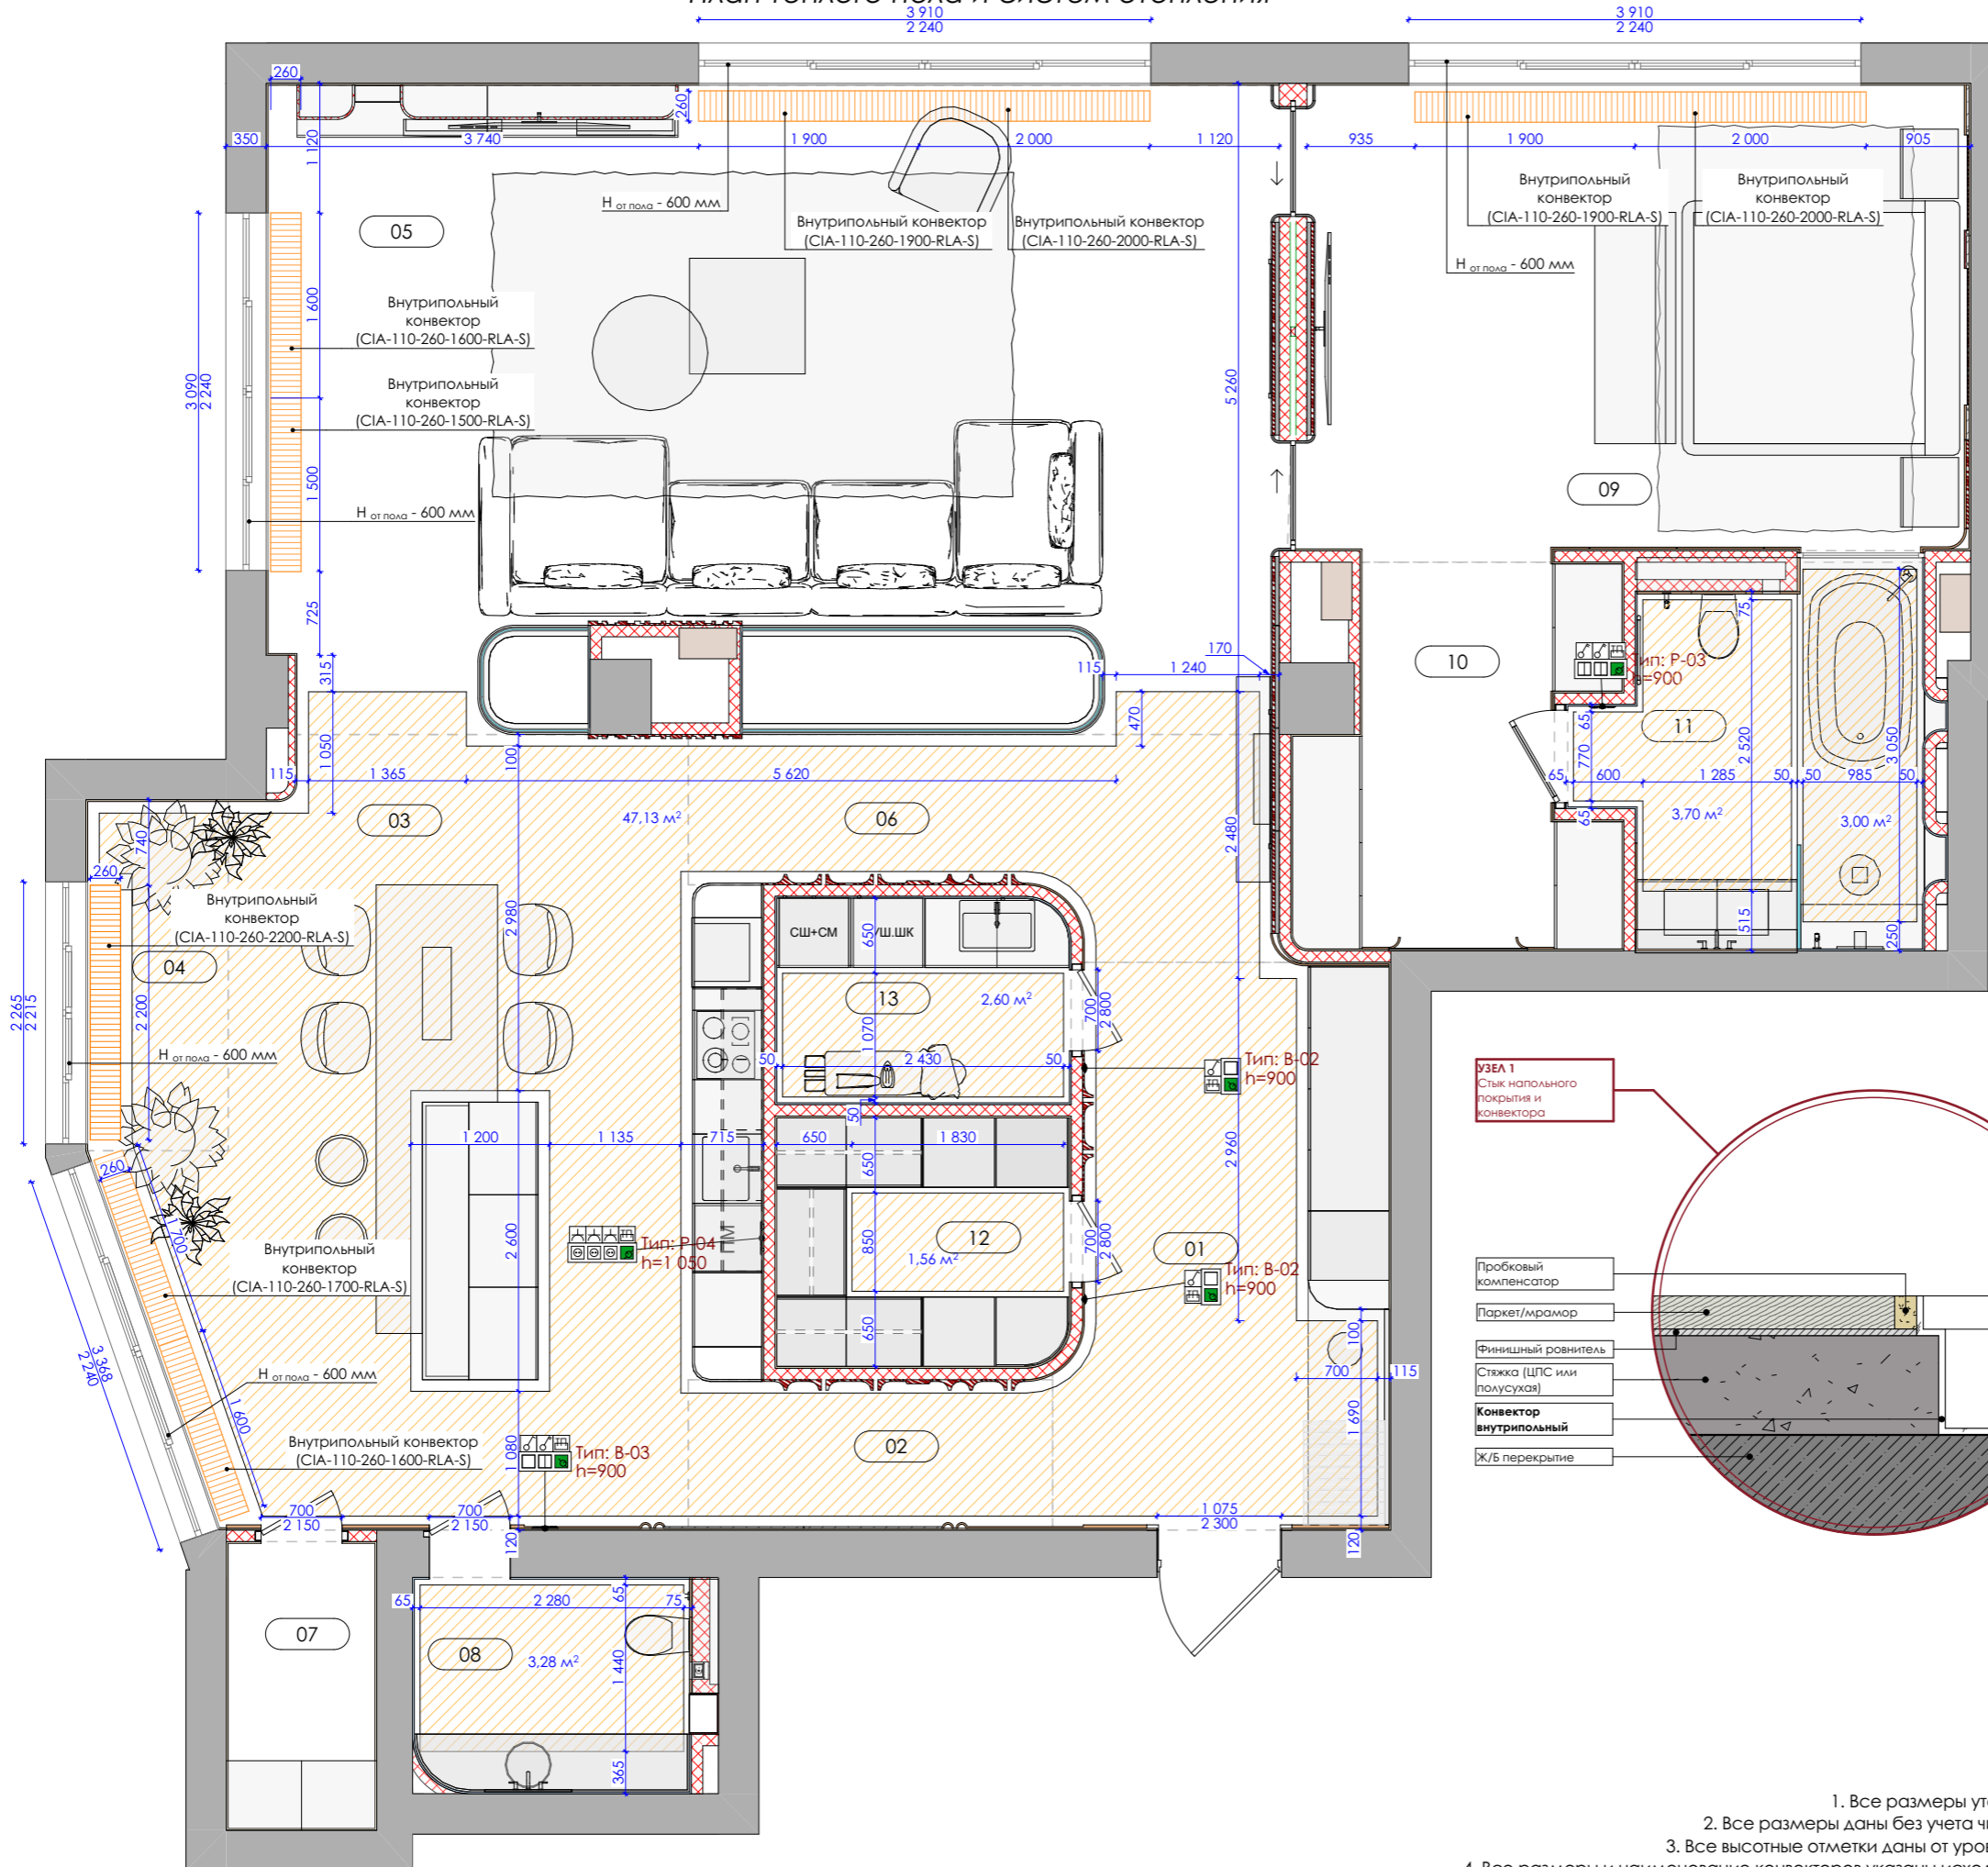 План теплого пола и систем отопления
3 910
2 240
3 910
2 240
260
260
350
1 120
3 740
1 900
2 000
1 120
935
1 900
2 000
905
H от пола - 600 мм
05
Внутрипольный конвектор
(CIA-110-260-1900-RLA-S)
Внутрипольный конвектор
(CIA-110-260-2000-RLA-S)
Внутрипольный
конвектор
(CIA-110-260-1900-RLA-S)
Внутрипольный
конвектор
(CIA-110-260-2000-RLA-S)
H от пола - 600 мм
Внутрипольный
конвектор
(CIA-110-260-1600-RLA-S)
1 600
Внутрипольный
конвектор
(CIA-110-260-1500-RLA-S)
3 090
2 240
5 260
1 500
H от пола - 600 мм
09
725
315
170
115
1 240
10
Тип: P-03
h=900
75
470
1 050
100
65
770
11
2 520
3 050
115
1 365
5 620
65
600
1 285
50
50
985
50
03
47,13 м²
06
65
3,70 м²
3,00 м²
740
2 480
260
Внутрипольный
конвектор
(CIA-110-260-2200-RLA-S)
2 980
СШ+СМ
650
515
250
04
13
2,60 м²
700
2 800
2 265
2 215
2 200
1 070
H от пола - 600 мм
50
2 430
50
Тип: B-02
h=900
УЗЕЛ 1
Стык напольного
покрытия и
конвектора
50
1 200
1 135
715
650
1 830
650
2 960
260
1 700
Внутрипольный
конвектор
(CIA-110-260-1700-RLA-S)
2 600
ПМ
Тип: P-04
h=1 050
850
12
1,56 м²
700
2 800
01
Тип: B-02
h=900
Пробковый
компенсатор
Паркет/мрамор
Финишный ровнитель
Стяжка (ЦПС или
полусухая)
Конвектор
внутрипольный
Ж/Б перекрытие
650
100
700
115
3 368
2 240
H от пола - 600 мм
1 600
1 690
Внутрипольный конвектор
(CIA-110-260-1600-RLA-S)
1 080
Тип: B-03
h=900
02
700
2 150
700
2 150
1 075
2 300
120
120
65
2 280
65
75
07
08
3,28 м²
1 440
365
1. Все размеры ут
2. Все размеры даны без учета ч
3. Все высотные отметки даны от уро